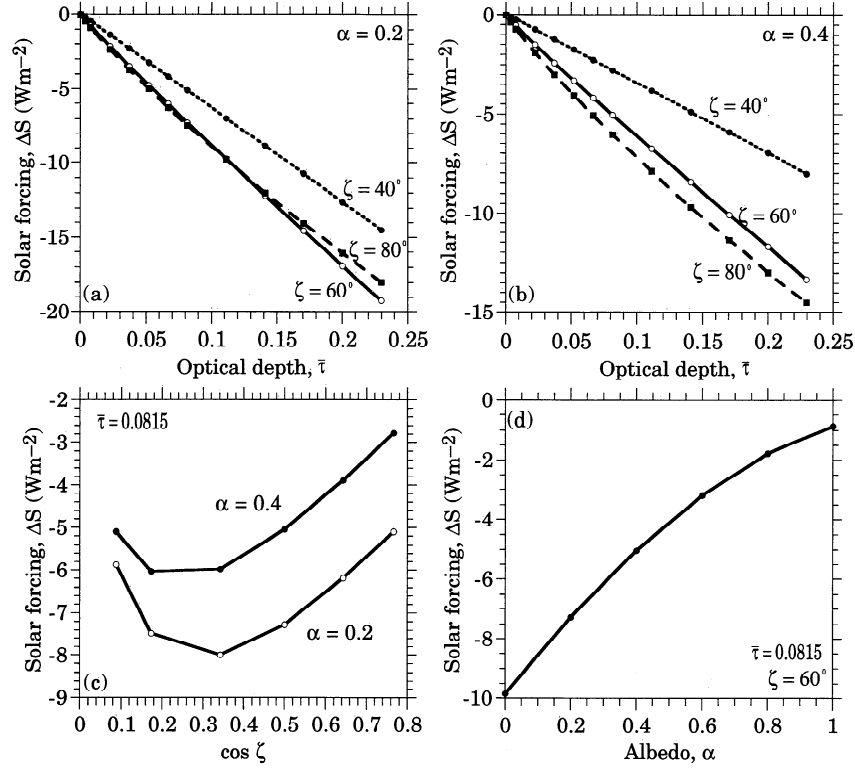 Solar forcing, ΔS (Wm−2)
0
-5
-10
-15
-20
α = 0.2
ζ = 40°
ζ = 80°
ζ = 60°
(a)
0 0.05 0.1 0.15 0.2 0.25
Optical depth, τ̄
Solar forcing, ΔS (Wm−2)
0
-5
-10
-15
α = 0.4
ζ = 40°
ζ = 60°
ζ = 80°
(b)
0 0.05 0.1 0.15 0.2 0.25
Optical depth, τ̄
Solar forcing, ΔS (Wm−2)
-2
-3
-4
-5
-6
-7
-8
-9
τ̄ = 0.0815
α = 0.4
α = 0.2
(c)
0 0.1 0.2 0.3 0.4 0.5 0.6 0.7 0.8
cos ζ
Solar forcing, ΔS (Wm−2)
0
-2
-4
-6
-8
-10
(d)
τ̄ = 0.0815
ζ = 60°
0 0.2 0.4 0.6 0.8 1
Albedo, α